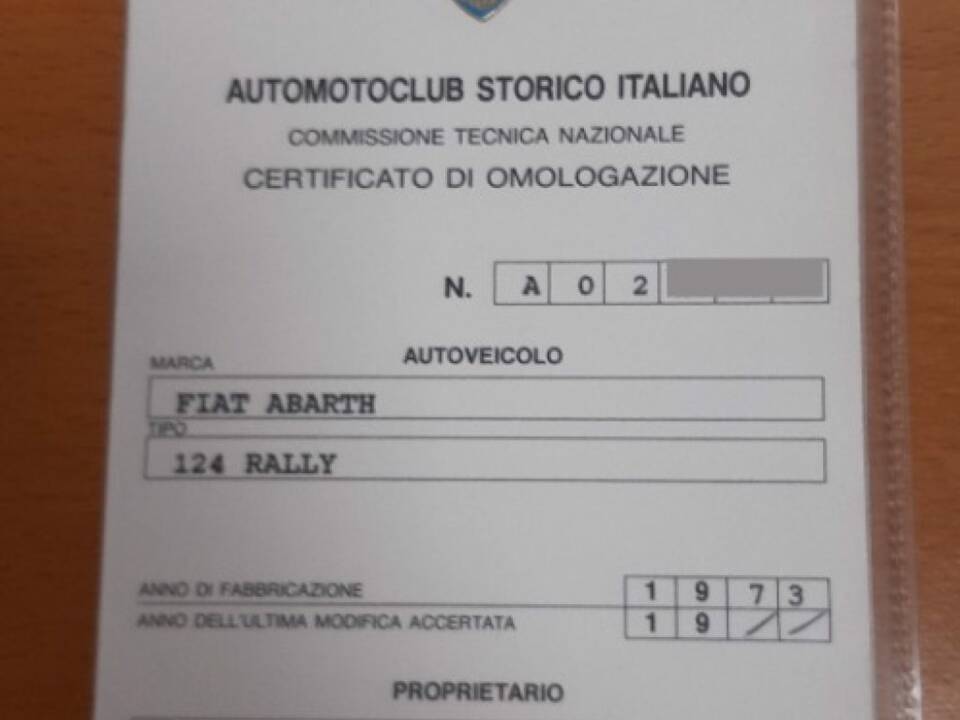 AUTOMOTOCLUB STORICO ITALIANO
COMMISSIONE TECNICA NAZIONALE
CERTIFICATO DI OMOLOGAZIONE
N. A 0 2
AUTOVEICOLO
MARCA
FIAT ABARTH
TIPO
124 RALLY
ANNO DI FABBRICAZIONE 1 9 7 3
ANNO DELL'ULTIMA MODIFICA ACCERTATA 1 9 / /
PROPRIETARIO